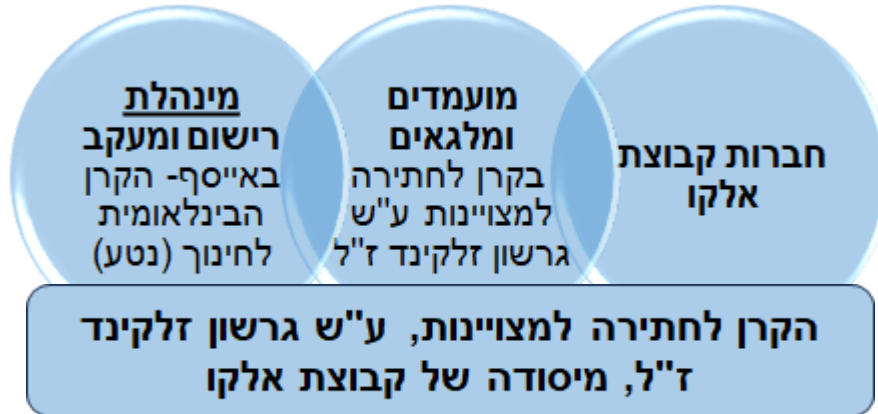 חברות קבוצת
אלקו
מועמדים
ומלגאים
בקרן לחתירה
למצויינות ע"ש
גרשון זלקינד ז"ל
מינהלת
רישום ומעקב
באייסף- הקרן
הבינלאומית
לחינוך (נטע)
הקרן לחתירה למצויינות, ע"ש גרשון זלקינד
ז"ל, מיסודה של קבוצת אלקו